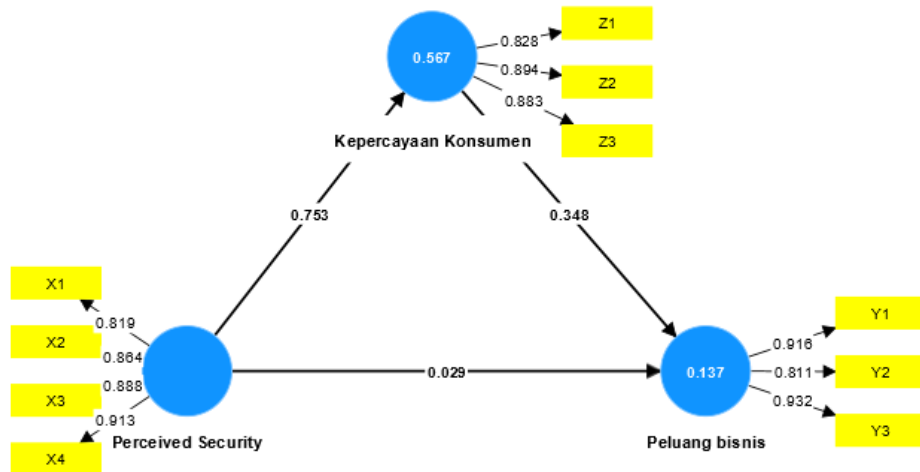 Z1
0.828
0.567
0.894
Z2
0.883
Kepercayaan Konsumen
Z3
0.753
0.348
X1
0.819
X2
0.864
0.888
X3
0.913
X4
Perceived Security
0.029
Y1
0.916
0.137
0.811
Y2
0.932
Y3
Peluang bisnis